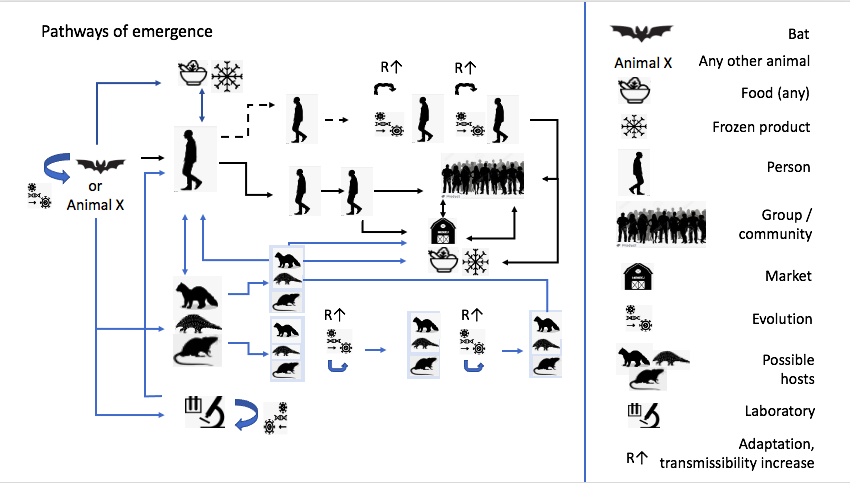 Pathways of emergence
R↑
R↑
or
Animal X
R↑
R↑
Bat
Animal X
Any other animal
Food (any)
Frozen product
Person
Group /
community
Market
Evolution
Possible
hosts
Laboratory
R↑
Adaptation,
transmissibility increase